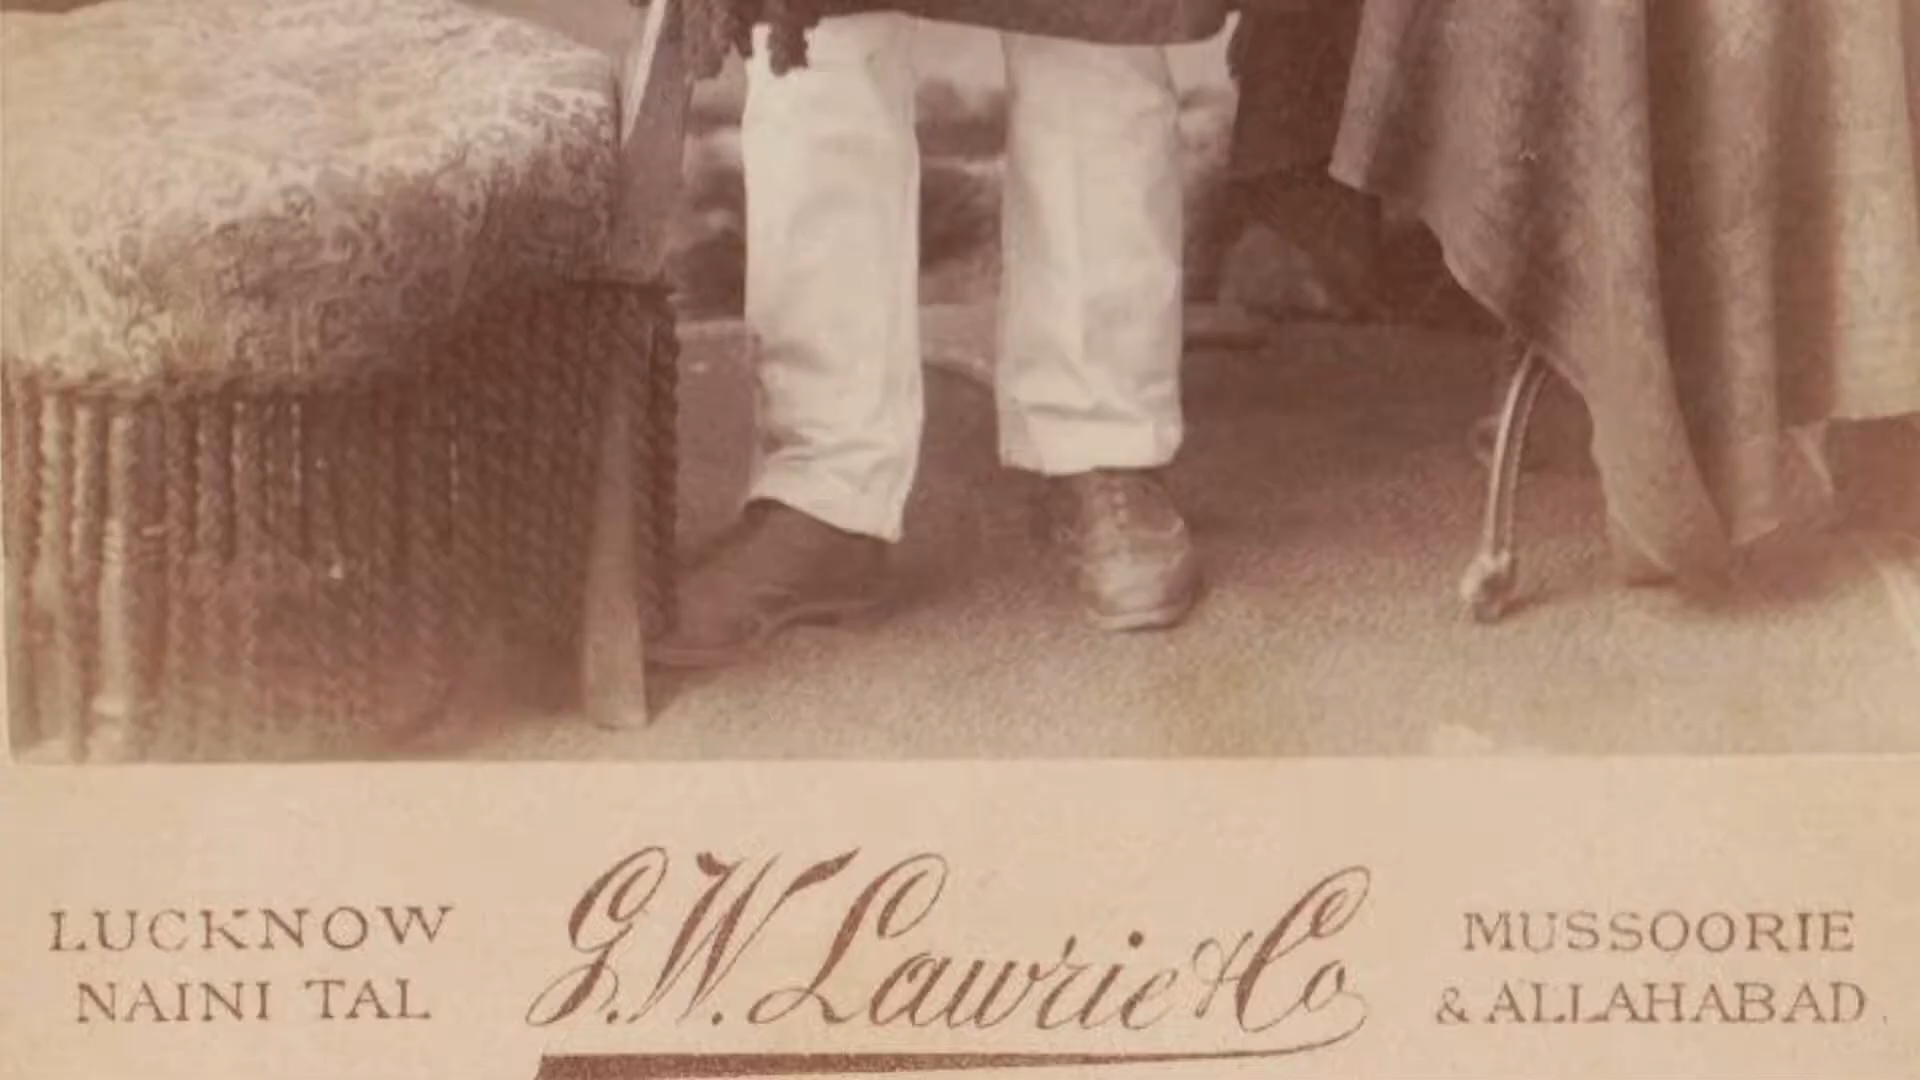 LUCKNOW
NAINI TAL
G. W. Lawrie & Co
MUSSOORIE
& ALLAHABAD.